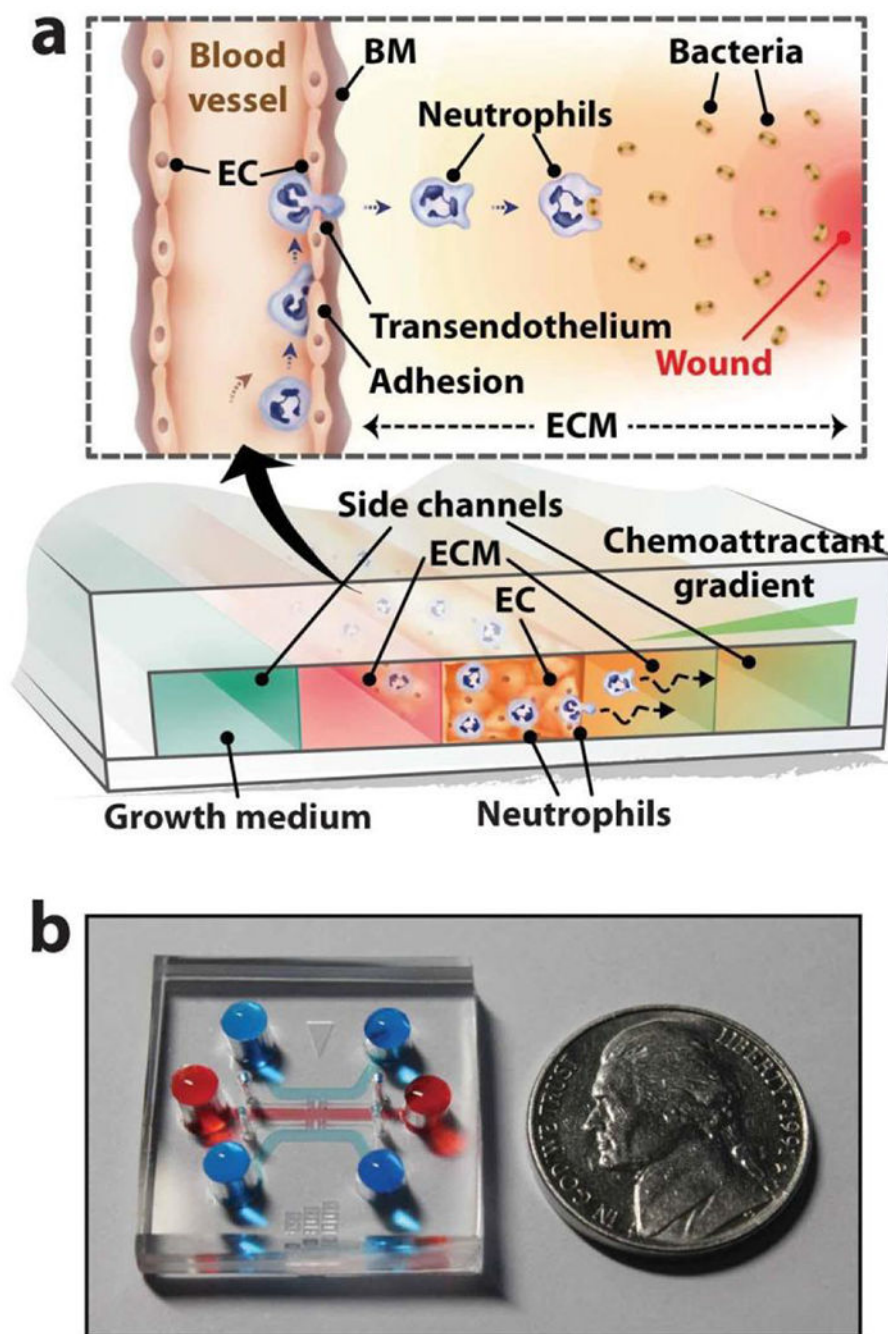 a
Blood
vessel
BM
Bacteria
Neutrophils
EC
Transendothelium
Adhesion
Wound
ECM
Side channels
ECM
Chemoattractant
gradient
EC
Growth medium
Neutrophils
b
IN GOD WE TRUST
LIBERTY